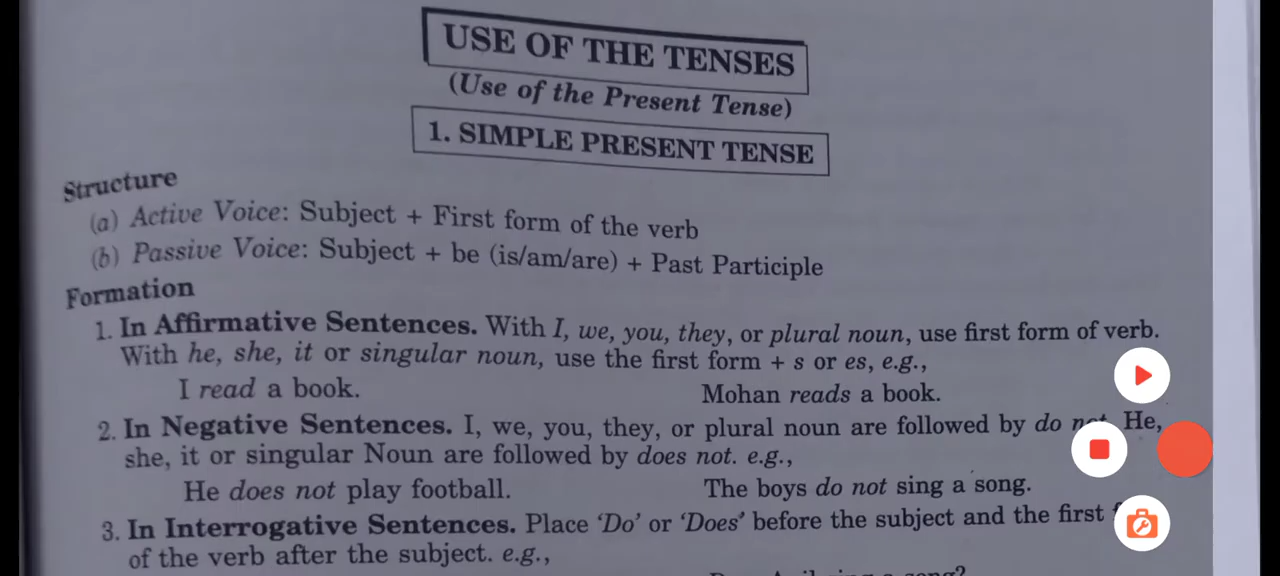 USE OF THE TENSES
(Use of the Present Tense)
1. SIMPLE PRESENT TENSE
Structure
(a) Active Voice: Subject + First form of the verb
(b) Passive Voice: Subject + be (is/am/are) + Past Participle
Formation
1. In Affirmative Sentences. With I, we, you, they, or plural noun, use first form of verb.
With he, she, it or singular noun, use the first form + s or es, e.g.,
I read a book. Mohan reads a book.
2. In Negative Sentences. I, we, you, they, or plural noun are followed by do not. He,
she, it or singular Noun are followed by does not. e.g.,
He does not play football. The boys do not sing a song.
3. In Interrogative Sentences. Place 'Do' or 'Does' before the subject and the first
of the verb after the subject. e.g.,
song?